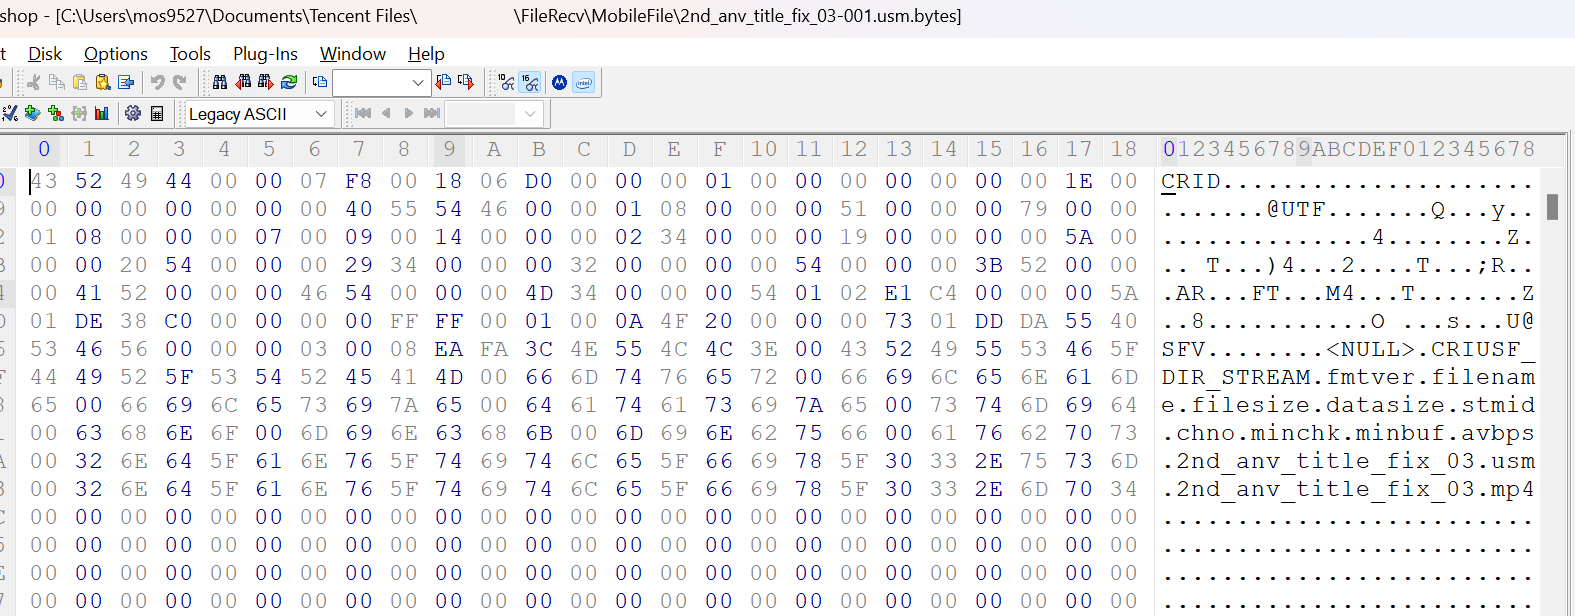 shop - [C:\Users\mos9527\Documents\Tencent Files\ \FileRecv\MobileFile\2nd_anv_title_fix_03-001.usm.bytes]
t Disk Options Tools Plug-Ins Window Help
Legacy ASCII
0 1 2 3 4 5 6 7 8 9 A B C D E F 10 11 12 13 14 15 16 17 18 0123456789ABCDEF012345678
43 52 49 44 00 00 07 F8 00 18 06 D0 00 00 00 01 00 00 00 00 00 00 00 1E 00 CRID.....................
00 00 00 00 00 00 00 40 55 54 46 00 00 01 08 00 00 00 51 00 00 00 79 00 00 .......@UTF.......Q...y..
01 08 00 00 00 07 00 09 00 14 00 00 00 02 34 00 00 00 19 00 00 00 00 5A 00 ..............4........Z.
00 00 20 54 00 00 00 29 34 00 00 00 32 00 00 00 00 54 00 00 00 3B 52 00 00 .. T...)4...2....T...;R..
00 41 52 00 00 00 46 54 00 00 00 4D 34 00 00 00 54 01 02 E1 C4 00 00 00 5A .AR...FT...M4...T.......Z
01 DE 38 C0 00 00 00 00 FF FF 00 01 00 0A 4F 20 00 00 00 73 01 DD DA 55 40 ..8...........O ...s...U@
53 46 56 00 00 00 03 00 08 EA FA 3C 4E 55 4C 4C 3E 00 43 52 49 55 53 46 5F SFV........<NULL>.CRIUSF_
44 49 52 5F 53 54 52 45 41 4D 00 66 6D 74 76 65 72 00 66 69 6C 65 6E 61 6D DIR_STREAM.fmtver.filenam
65 00 66 69 6C 65 73 69 7A 65 00 64 61 74 61 73 69 7A 65 00 73 74 6D 69 64 e.filesize.datasize.stmid
00 63 68 6E 6F 00 6D 69 6E 63 68 6B 00 6D 69 6E 62 75 66 00 61 76 62 70 73 .chno.minchk.minbuf.avbps
00 32 6E 64 5F 61 6E 76 5F 74 69 74 6C 65 5F 66 69 78 5F 30 33 2E 75 73 6D .2nd_anv_title_fix_03.usm
00 32 6E 64 5F 61 6E 76 5F 74 69 74 6C 65 5F 66 69 78 5F 30 33 2E 6D 70 34 .2nd_anv_title_fix_03.mp4
00 00 00 00 00 00 00 00 00 00 00 00 00 00 00 00 00 00 00 00 00 00 00 00 00 .........................
00 00 00 00 00 00 00 00 00 00 00 00 00 00 00 00 00 00 00 00 00 00 00 00 00 .........................
00 00 00 00 00 00 00 00 00 00 00 00 00 00 00 00 00 00 00 00 00 00 00 00 00 .........................
00 00 00 00 00 00 00 00 00 00 00 00 00 00 00 00 00 00 00 00 00 00 00 00 00 .........................